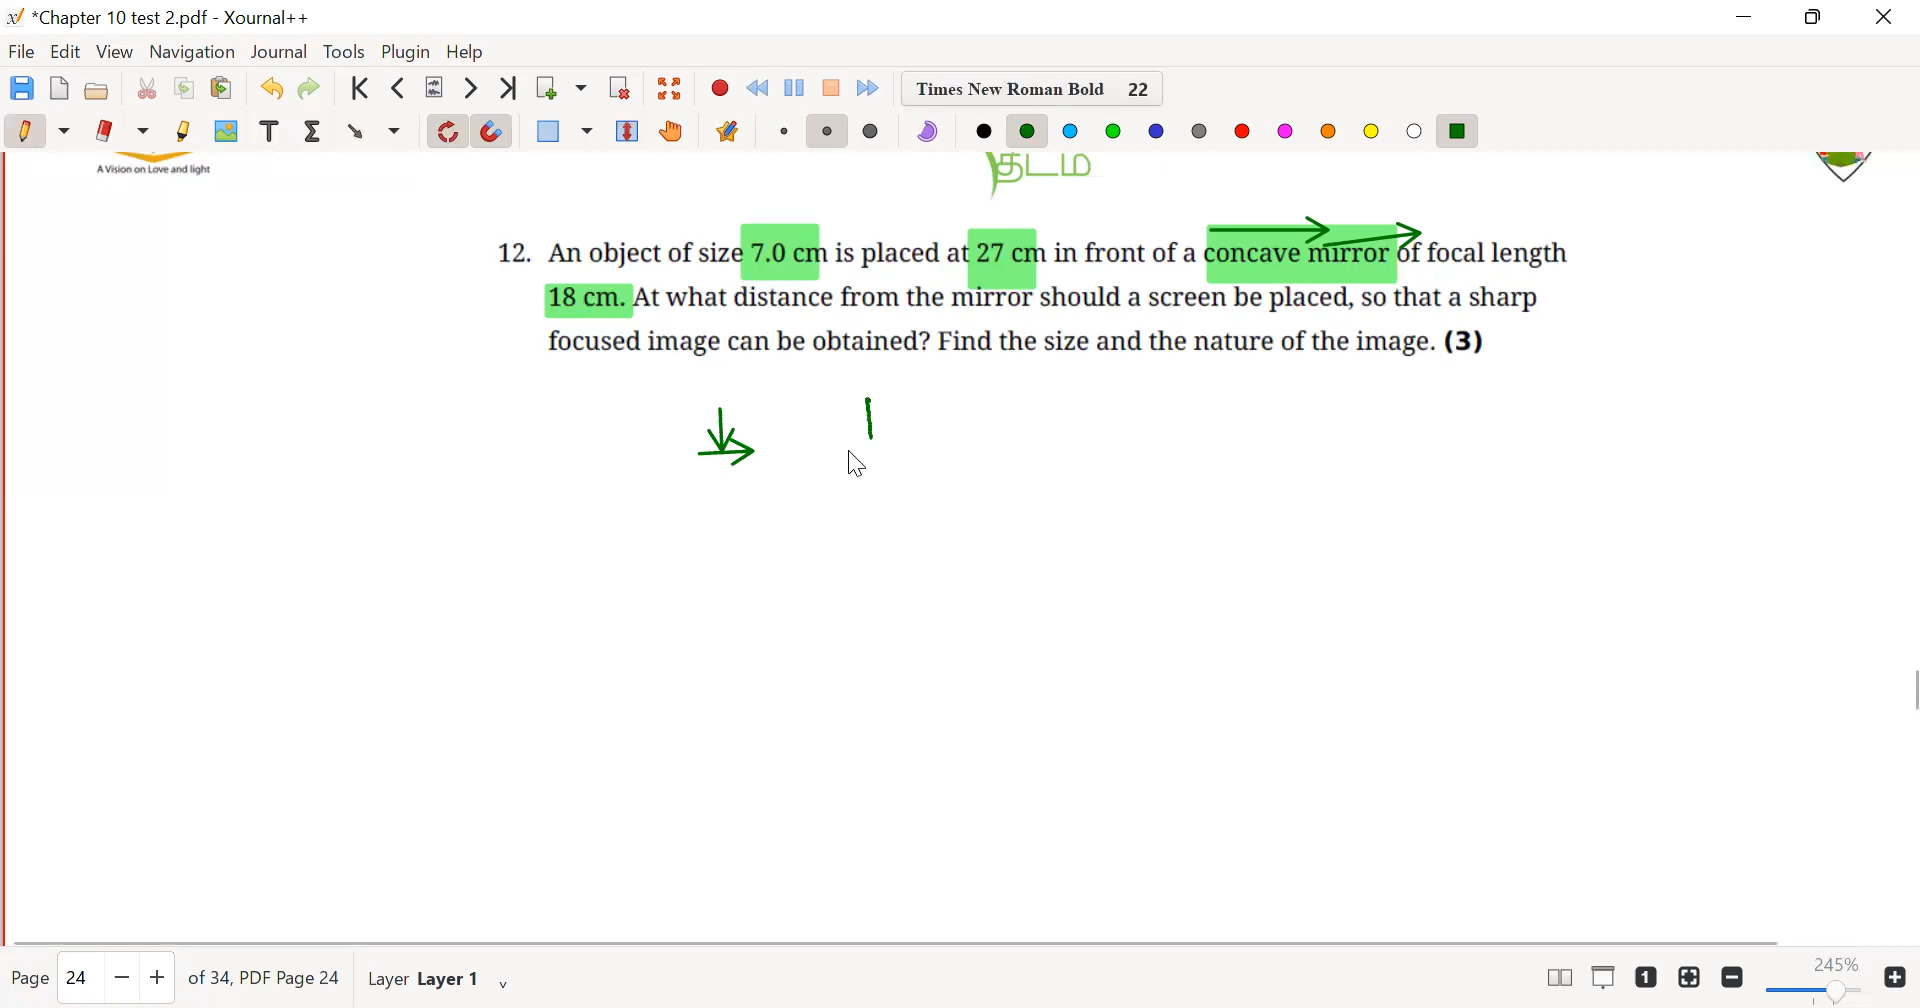 *Chapter 10 test 2.pdf - Xournal++
File Edit View Navigation Journal Tools Plugin Help
Times New Roman Bold 22
A Vision on Love and light
தடம்
12. An object of size 7.0 cm is placed at 27 cm in front of a concave mirror of focal length
18 cm. At what distance from the mirror should a screen be placed, so that a sharp
focused image can be obtained? Find the size and the nature of the image. (3)
Page 24 of 34, PDF Page 24 Layer Layer 1
245%